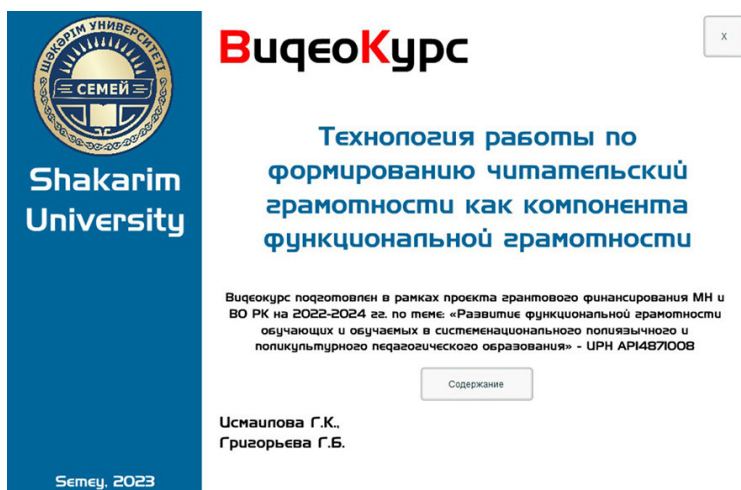 ШӘКӘРІМ УНИВЕРСИТЕТІ
СЕМЕЙ
Shakarim
University
Semey, 2023
ВидеоКурс
X
Технология работы по
формированию читательский
грамотности как компонента
функциональной грамотности
Видеокурс подготовлен в рамках проекта грантового финансирования МН и
ВО РК на 2022-2024 гг. по теме: «Развитие функциональной грамотности
обучающих и обучаемых в системенационального полиязычного и
поликультурного педагогического образования» - ИРН AP14871008
Содержание
Исмаилова Г.К.,
Григорьева Г.Б.